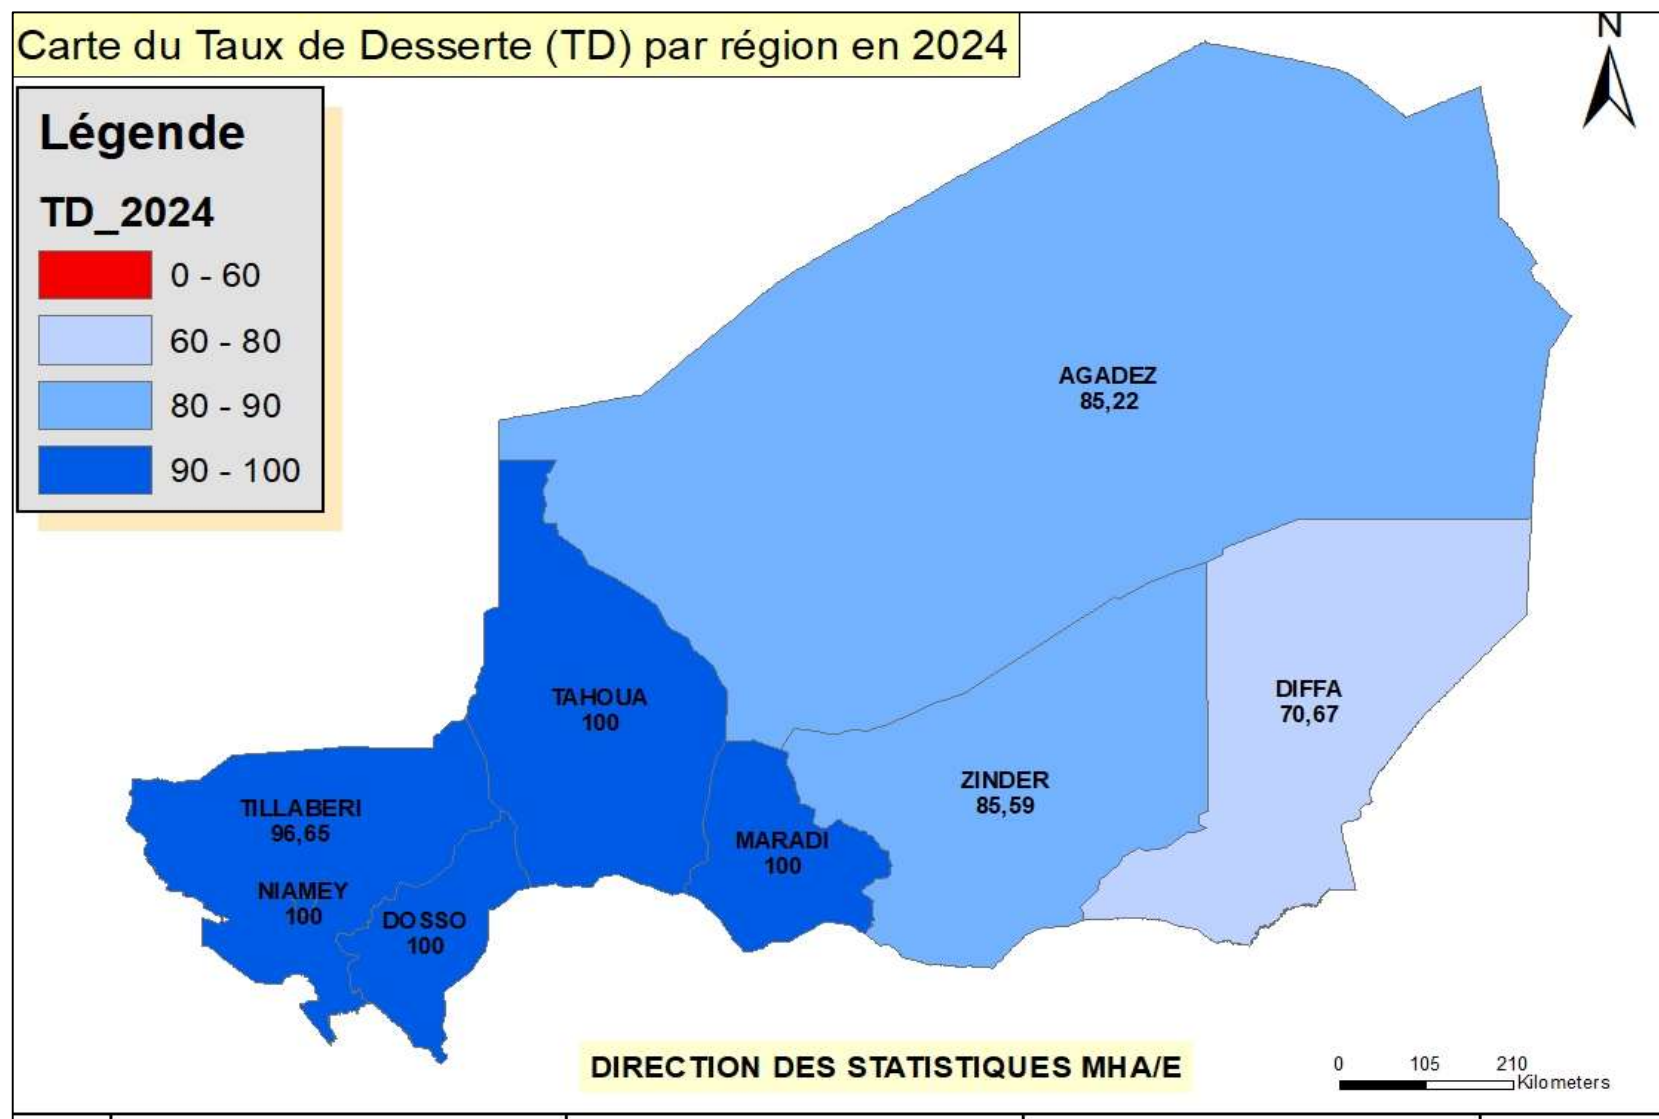 Carte du Taux de Desserte (TD) par région en 2024
N
Légende
TD_2024
0 - 60
60 - 80
80 - 90
90 - 100
AGADEZ
85,22
TAHOUA
100
DIFFA
70,67
ZINDER
85,59
TILLABERI
96,65
MARADI
100
NIAMEY
100
DOSSO
100
DIRECTION DES STATISTIQUES MHA/E
0 105 210
Kilometers